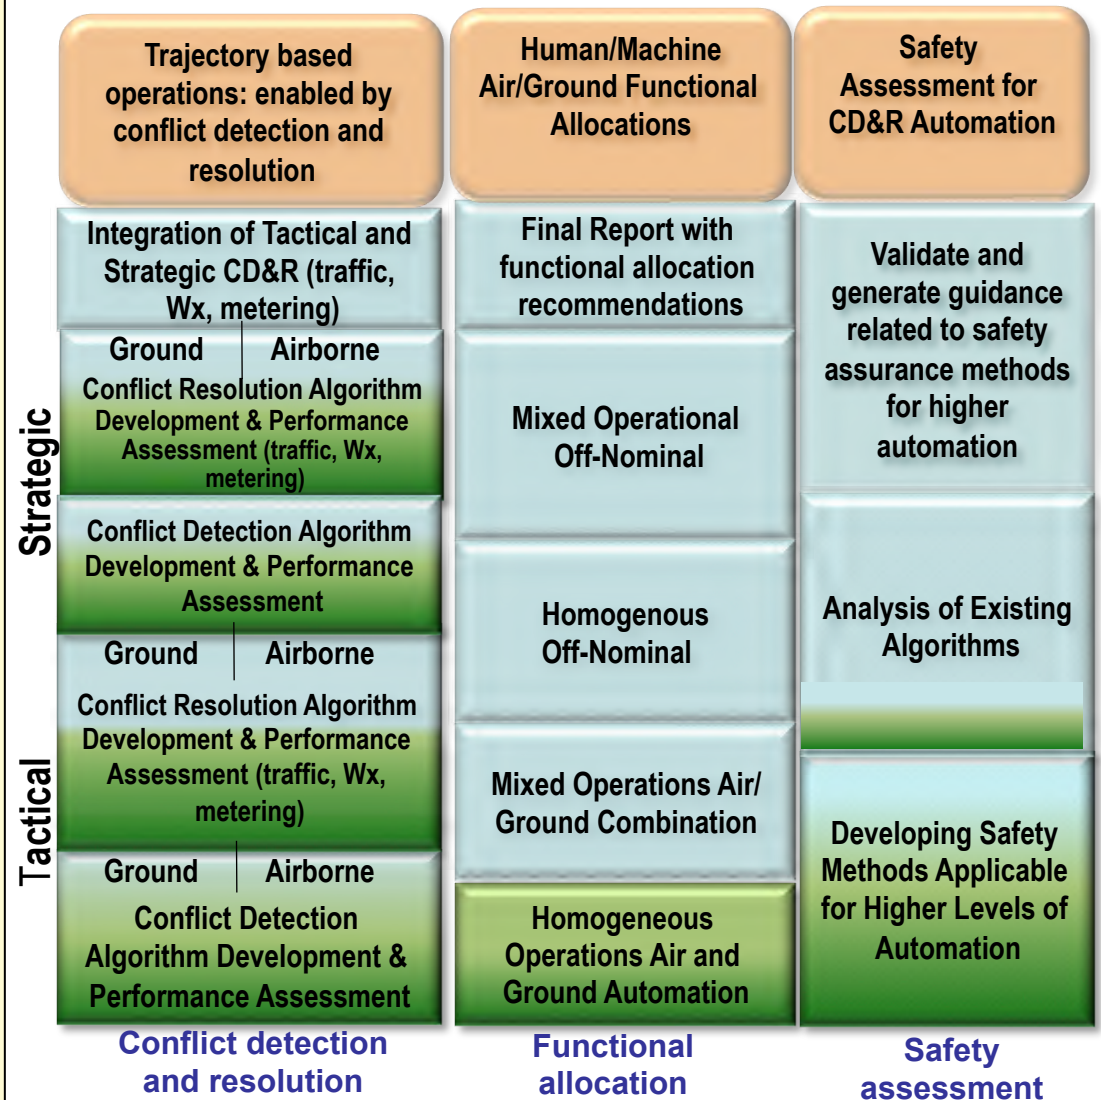 Trajectory based
operations: enabled by
conflict detection and
resolution
Human/Machine
Air/Ground Functional
Allocations
Safety
Assessment for
CD&R Automation
Strategic
Tactical
Integration of Tactical and
Strategic CD&R (traffic,
Wx, metering)
Ground Airborne
Conflict Resolution Algorithm
Development & Performance
Assessment (traffic, Wx,
metering)
Conflict Detection Algorithm
Development & Performance
Assessment
Ground Airborne
Conflict Resolution Algorithm
Development & Performance
Assessment (traffic, Wx,
metering)
Ground Airborne
Conflict Detection
Algorithm Development &
Performance Assessment
Final Report with
functional allocation
recommendations
Mixed Operational
Off-Nominal
Homogenous
Off-Nominal
Mixed Operations Air/
Ground Combination
Homogeneous
Operations Air and
Ground Automation
Validate and
generate guidance
related to safety
assurance methods
for higher
automation
Analysis of Existing
Algorithms
Developing Safety
Methods Applicable
for Higher Levels of
Automation
Conflict detection
and resolution
Functional
allocation
Safety
assessment